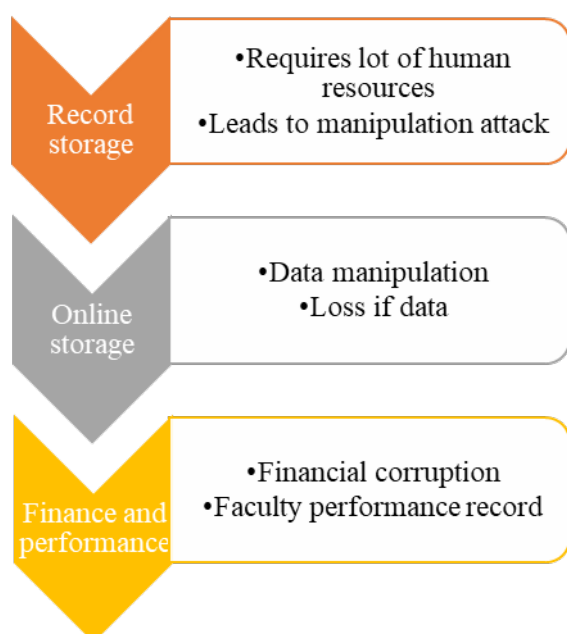 Record
storage
•Requires lot of human
resources
•Leads to manipulation attack
Online
storage
•Data manipulation
•Loss if data
Finance and
performance
•Financial corruption
•Faculty performance record